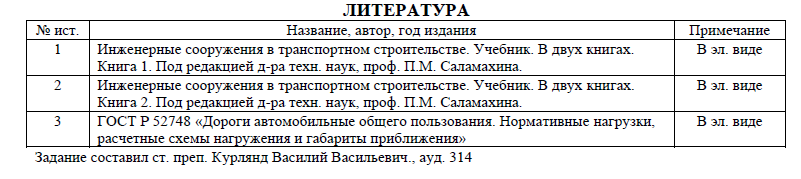 ЛИТЕРАТУРА
№ ист. Название, автор, год издания Примечание
1 Инженерные сооружения в транспортном строительстве. Учебник. В двух книгах. В эл. виде
Книга 1. Под редакцией д-ра техн. наук, проф. П.М. Саламахина.
2 Инженерные сооружения в транспортном строительстве. Учебник. В двух книгах. В эл. виде
Книга 2. Под редакцией д-ра техн. наук, проф. П.М. Саламахина.
3 ГОСТ Р 52748 «Дороги автомобильные общего пользования. Нормативные нагрузки, В эл. виде
расчетные схемы нагружения и габариты приближения»
Задание составил ст. преп. Курлянд Василий Васильевич., ауд. 314